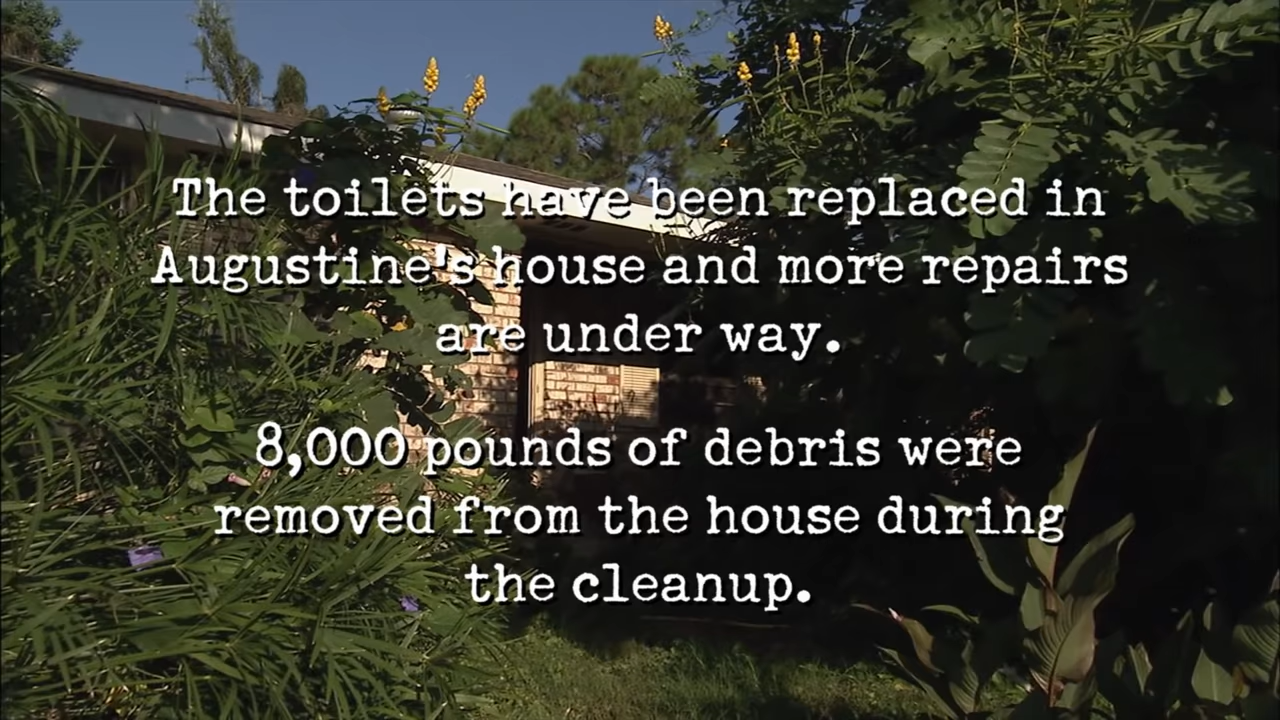 The toilets have been replaced in
Augustine's house and more repairs
are under way.
8,000 pounds of debris were
removed from the house during
the cleanup.